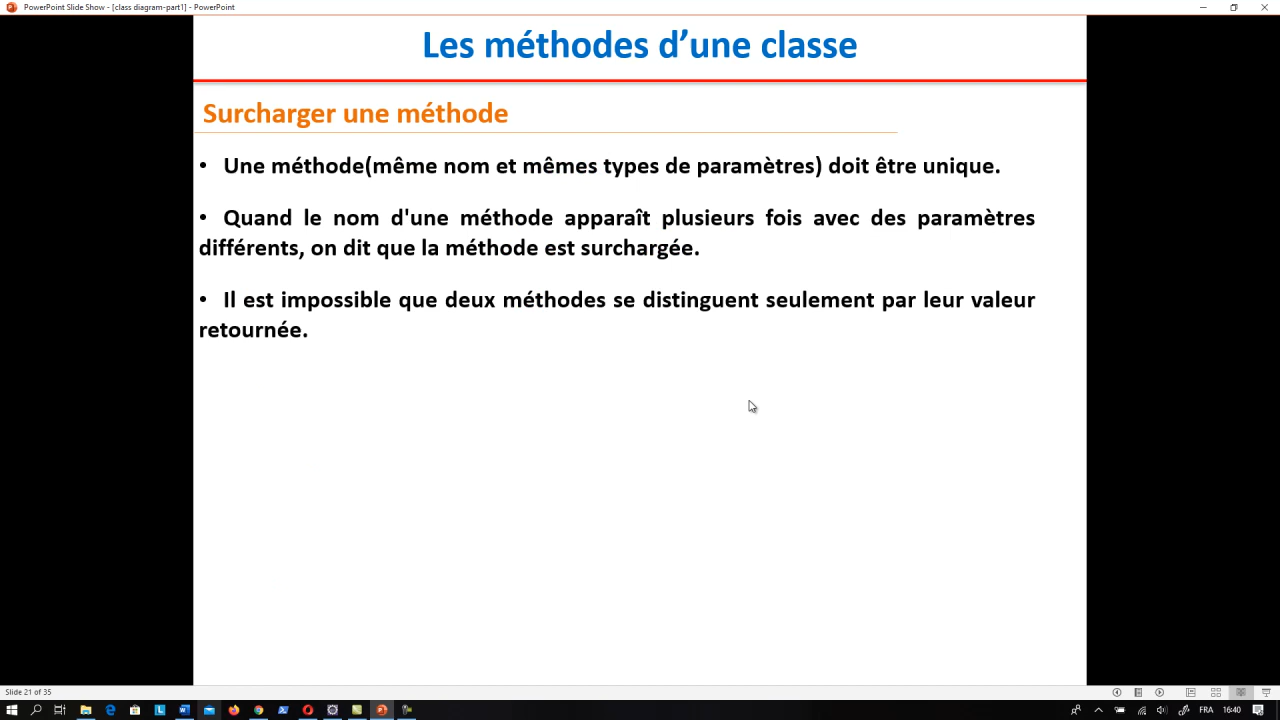 PowerPoint Slide Show - [class diagram-part1] - PowerPoint
Les méthodes d’une classe
Surcharger une méthode
• Une méthode(même nom et mêmes types de paramètres) doit être unique.
• Quand le nom d'une méthode apparaît plusieurs fois avec des paramètres
différents, on dit que la méthode est surchargée.
• Il est impossible que deux méthodes se distinguent seulement par leur valeur
retournée.
Slide 21 of 35
FRA
16:40